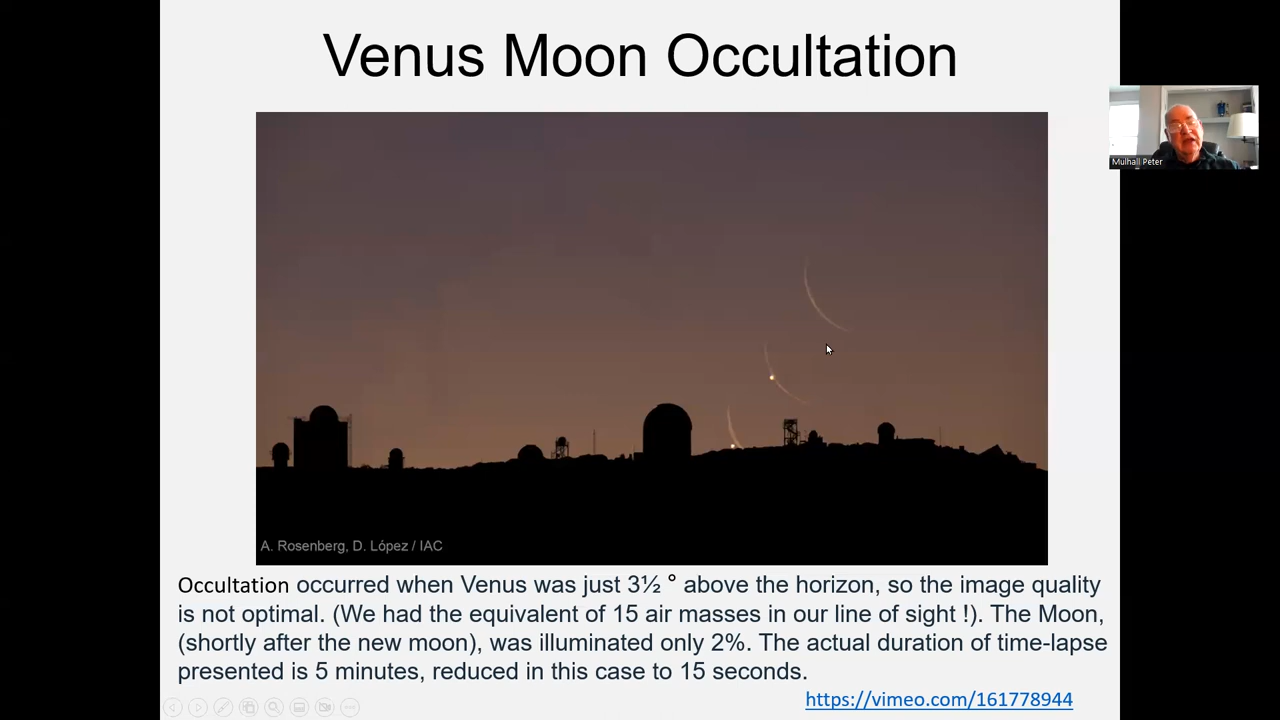 Venus Moon Occultation
Mulhall Peter
A. Rosenberg, D. López / IAC
Occultation occurred when Venus was just 3½ ° above the horizon, so the image quality
is not optimal. (We had the equivalent of 15 air masses in our line of sight !). The Moon,
(shortly after the new moon), was illuminated only 2%. The actual duration of time-lapse
presented is 5 minutes, reduced in this case to 15 seconds.
https://vimeo.com/161778944